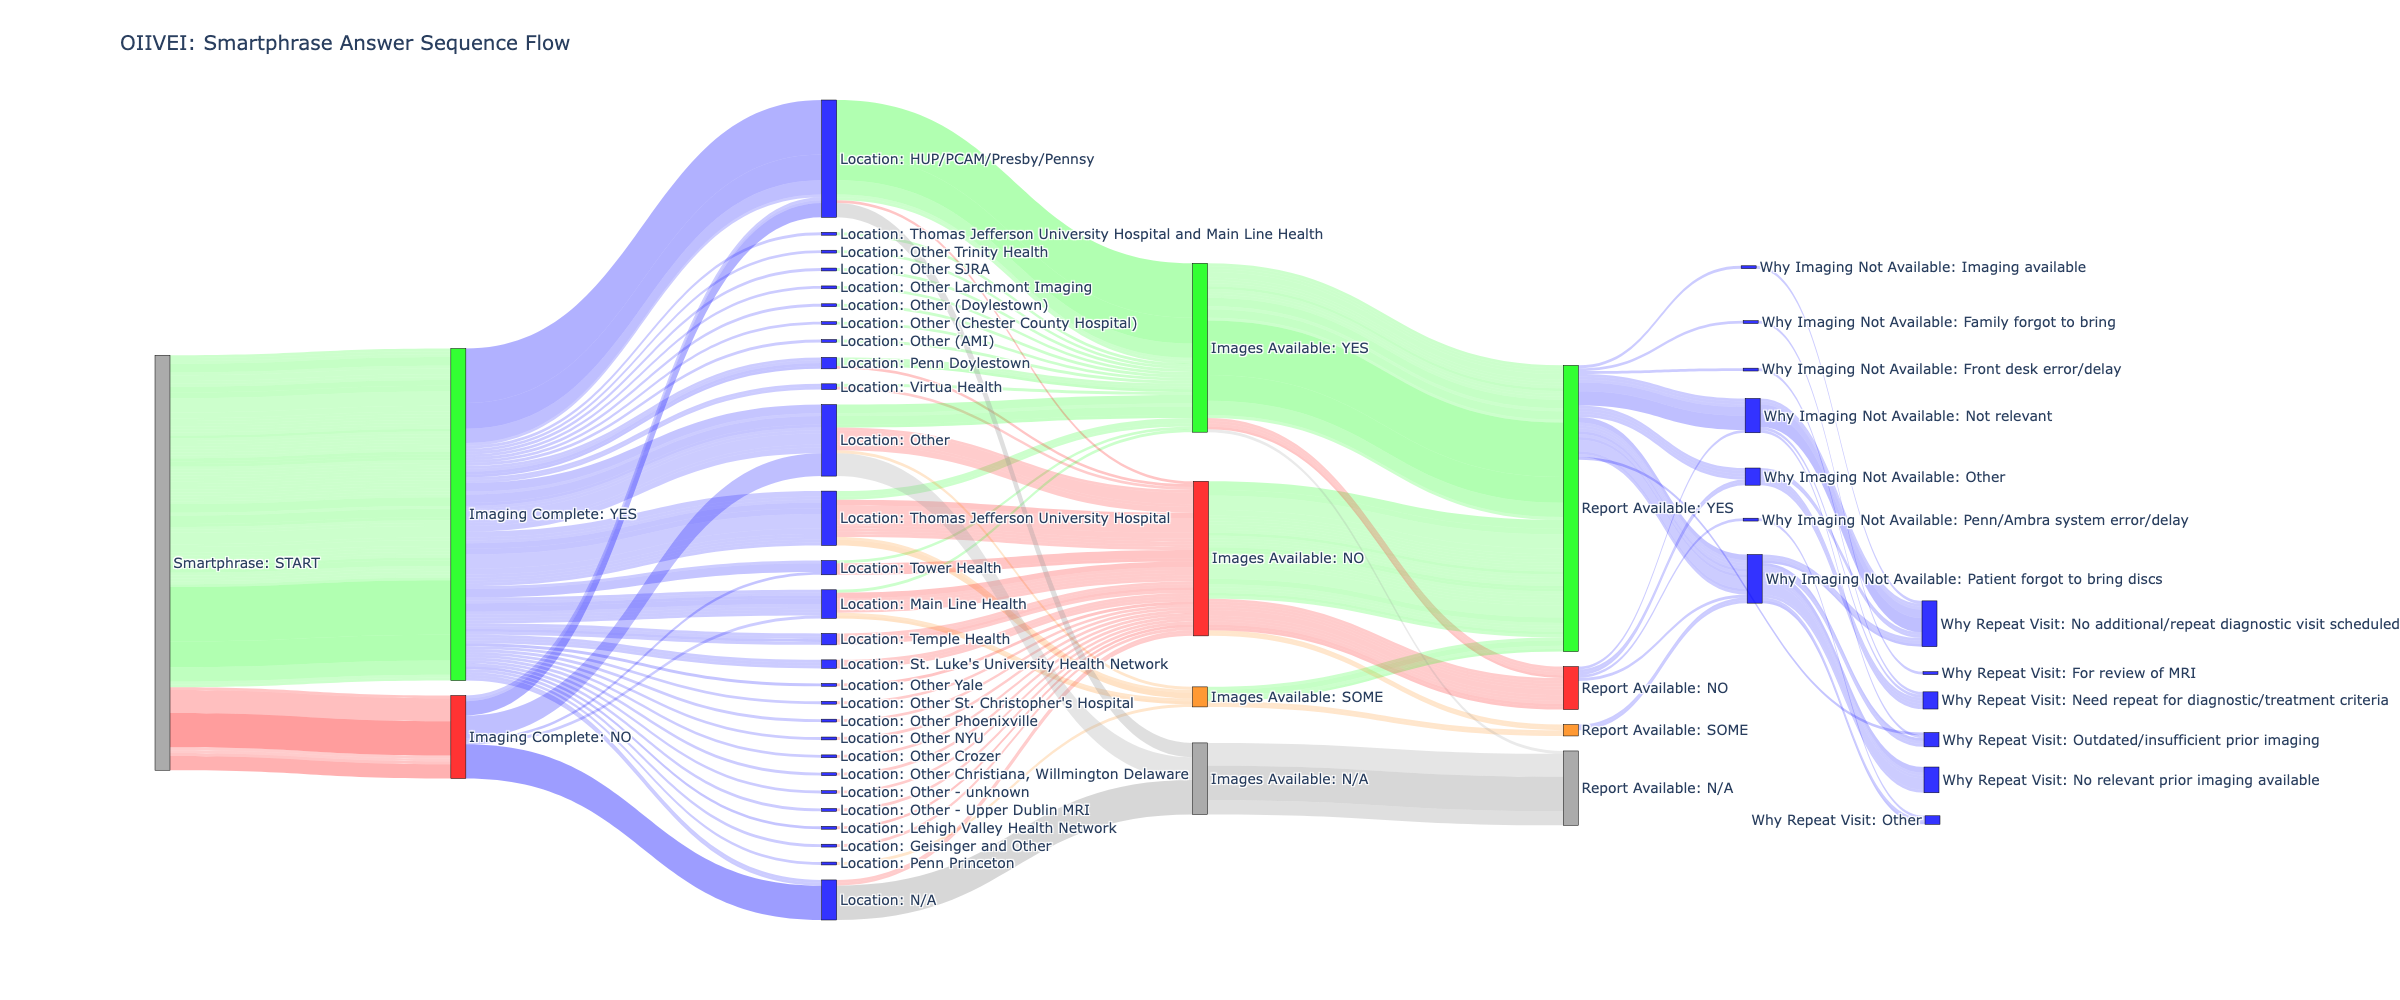 OIIVEI: Smartphrase Answer Sequence Flow
Smartphrase: START
Imaging Complete: YES
Imaging Complete: NO
Location: HUP/PCAM/Presby/Pennsy
Location: Thomas Jefferson University Hospital and Main Line Health
Location: Other Trinity Health
Location: Other SJRA
Location: Other Larchmont Imaging
Location: Other (Doylestown)
Location: Other (Chester County Hospital)
Location: Other (AMI)
Location: Penn Doylestown
Location: Virtua Health
Location: Other
Location: Thomas Jefferson University Hospital
Location: Tower Health
Location: Main Line Health
Location: Temple Health
Location: St. Luke's University Health Network
Location: Other Yale
Location: Other St. Christopher's Hospital
Location: Other Phoenixville
Location: Other NYU
Location: Other Crozer
Location: Other Christiana, Willmington Delaware
Location: Other - unknown
Location: Other - Upper Dublin MRI
Location: Lehigh Valley Health Network
Location: Geisinger and Other
Location: Penn Princeton
Location: N/A
Images Available: YES
Images Available: NO
Images Available: SOME
Images Available: N/A
Report Available: YES
Report Available: NO
Report Available: SOME
Report Available: N/A
Why Imaging Not Available: Imaging available
Why Imaging Not Available: Family forgot to bring
Why Imaging Not Available: Front desk error/delay
Why Imaging Not Available: Not relevant
Why Imaging Not Available: Other
Why Imaging Not Available: Penn/Ambra system error/delay
Why Imaging Not Available: Patient forgot to bring discs
Why Repeat Visit: No additional/repeat diagnostic visit scheduled
Why Repeat Visit: For review of MRI
Why Repeat Visit: Need repeat for diagnostic/treatment criteria
Why Repeat Visit: Outdated/insufficient prior imaging
Why Repeat Visit: No relevant prior imaging available
Why Repeat Visit: Other